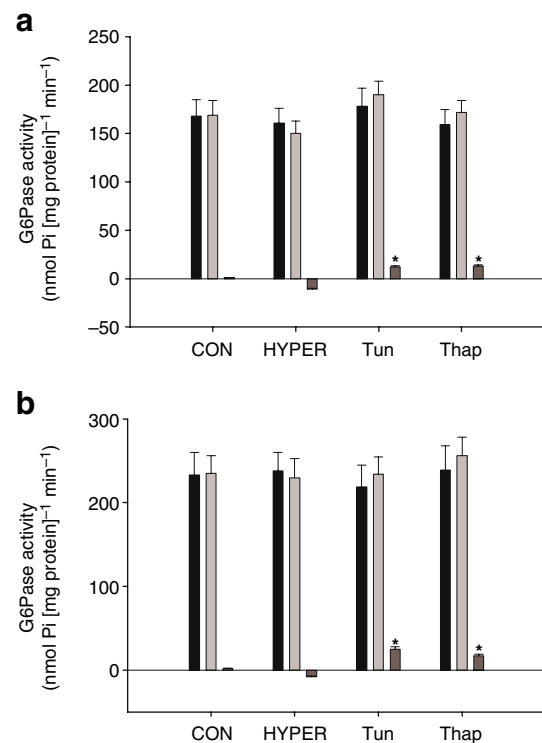 a
G6Pase activity
(nmol Pi [mg protein]⁻¹ min⁻¹)
250
200
150
100
50
0
–50
* *
CON HYPER Tun Thap
b
G6Pase activity
(nmol Pi [mg protein]⁻¹ min⁻¹)
300
200
100
0
* *
CON HYPER Tun Thap